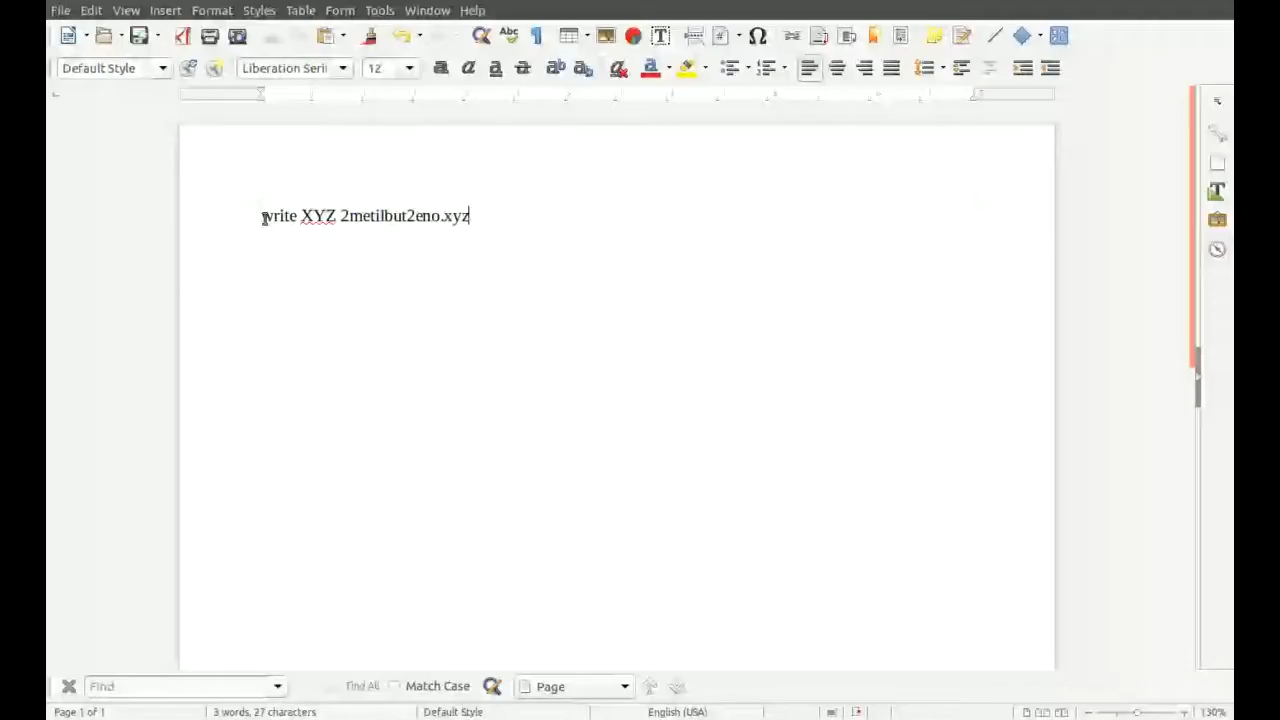 File Edit View Insert Format Styles Table Form Tools Window Help
Default Style Liberation Seri 12
write XYZ 2metilbut2eno.xyz
Find Find All Match Case Page
Page 1 of 1 3 words, 27 characters Default Style English (USA) 130%